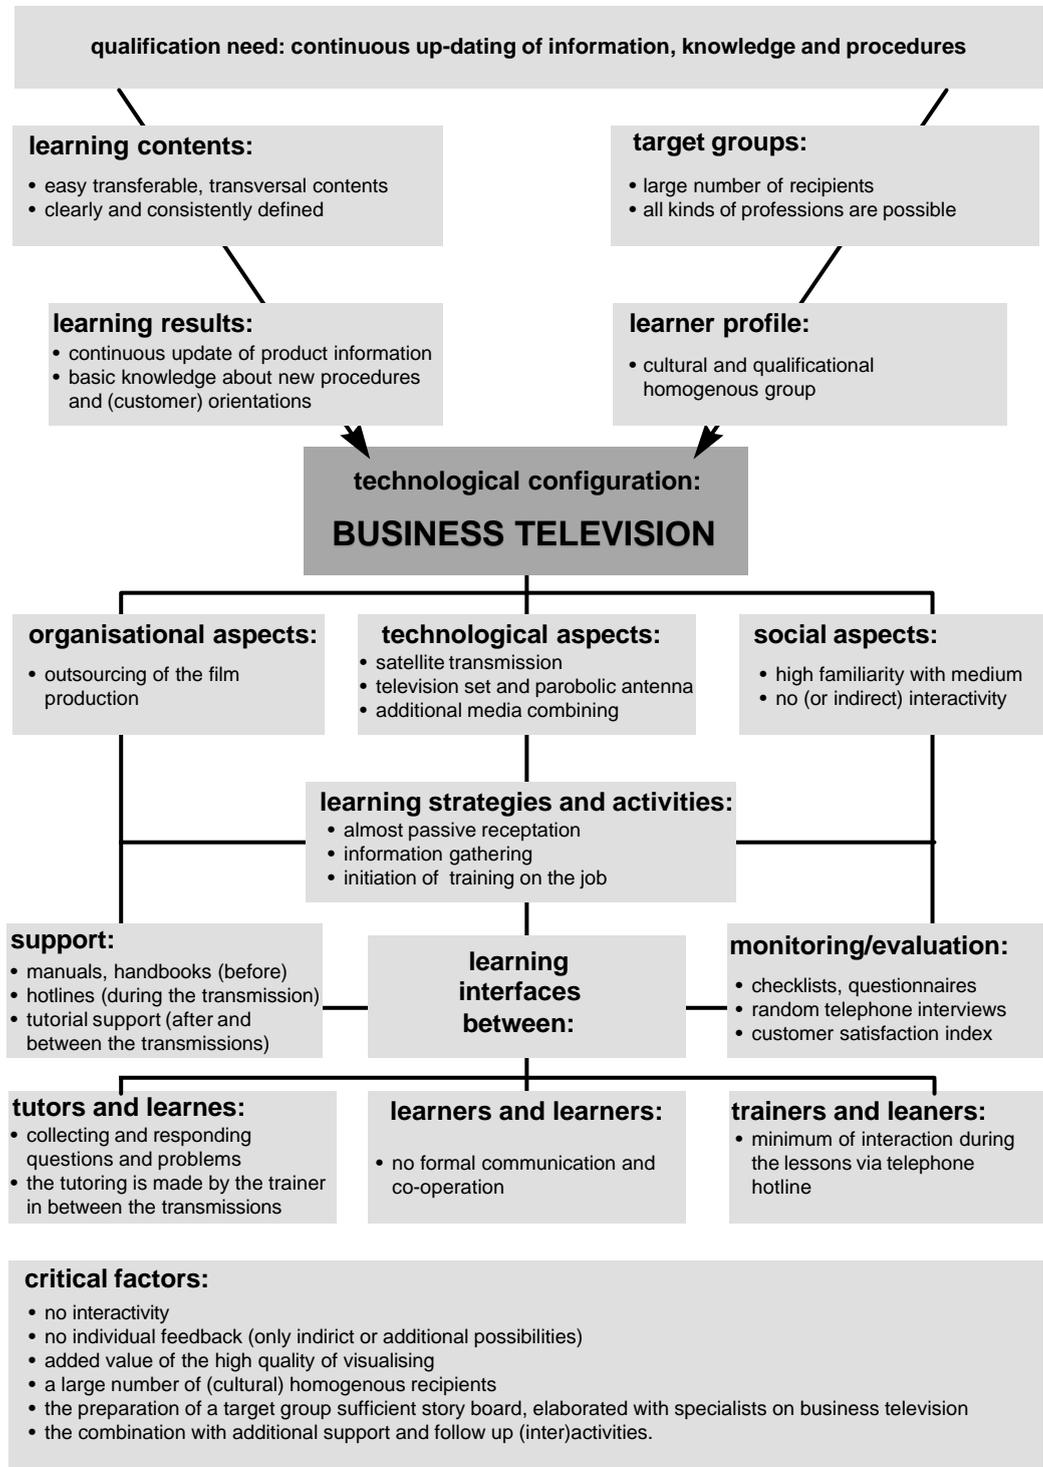 qualification need: continuous up-dating of information, knowledge and procedures
learning contents:
• easy transferable, transversal contents
• clearly and consistently defined
target groups:
• large number of recipients
• all kinds of professions are possible
learning results:
• continuous update of product information
• basic knowledge about new procedures
and (customer) orientations
learner profile:
• cultural and qualificational
homogenous group
technological configuration:
BUSINESS TELEVISION
organisational aspects:
• outsourcing of the film
production
technological aspects:
• satellite transmission
• television set and parobolic antenna
• additional media combining
social aspects:
• high familiarity with medium
• no (or indirect) interactivity
learning strategies and activities:
• almost passive receptation
• information gathering
• initiation of training on the job
support:
• manuals, handbooks (before)
• hotlines (during the transmission)
• tutorial support (after and
between the transmissions)
learning
interfaces
between:
monitoring/evaluation:
• checklists, questionnaires
• random telephone interviews
• customer satisfaction index
tutors and learnes:
• collecting and responding
questions and problems
• the tutoring is made by the trainer
in between the transmissions
learners and learners:
• no formal communication and
co-operation
trainers and leaners:
• minimum of interaction during
the lessons via telephone
hotline
critical factors:
• no interactivity
• no individual feedback (only indirict or additional possibilities)
• added value of the high quality of visualising
• a large number of (cultural) homogenous recipients
• the preparation of a target group sufficient story board, elaborated with specialists on business television
• the combination with additional support and follow up (inter)activities.